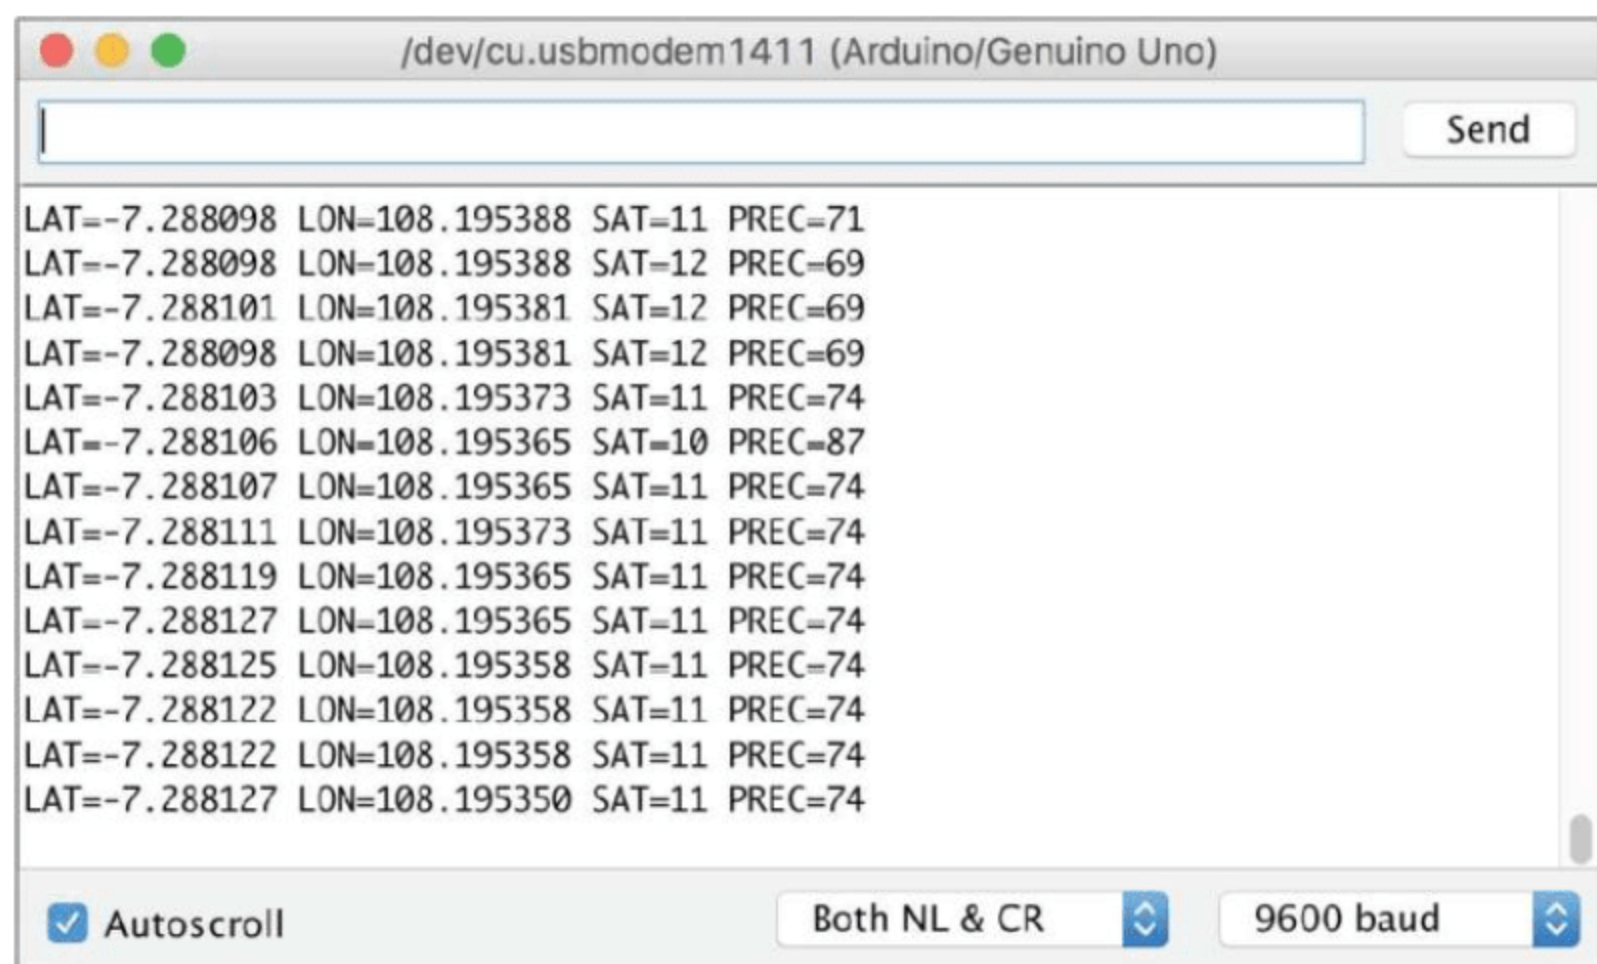 /dev/cu.usbmodem1411 (Arduino/Genuino Uno)
Send
LAT=-7.288098 LON=108.195388 SAT=11 PREC=71
LAT=-7.288098 LON=108.195388 SAT=12 PREC=69
LAT=-7.288101 LON=108.195381 SAT=12 PREC=69
LAT=-7.288098 LON=108.195381 SAT=12 PREC=69
LAT=-7.288103 LON=108.195373 SAT=11 PREC=74
LAT=-7.288106 LON=108.195365 SAT=10 PREC=87
LAT=-7.288107 LON=108.195365 SAT=11 PREC=74
LAT=-7.288111 LON=108.195373 SAT=11 PREC=74
LAT=-7.288119 LON=108.195365 SAT=11 PREC=74
LAT=-7.288127 LON=108.195365 SAT=11 PREC=74
LAT=-7.288125 LON=108.195358 SAT=11 PREC=74
LAT=-7.288122 LON=108.195358 SAT=11 PREC=74
LAT=-7.288122 LON=108.195358 SAT=11 PREC=74
LAT=-7.288127 LON=108.195350 SAT=11 PREC=74
Autoscroll Both NL & CR 9600 baud